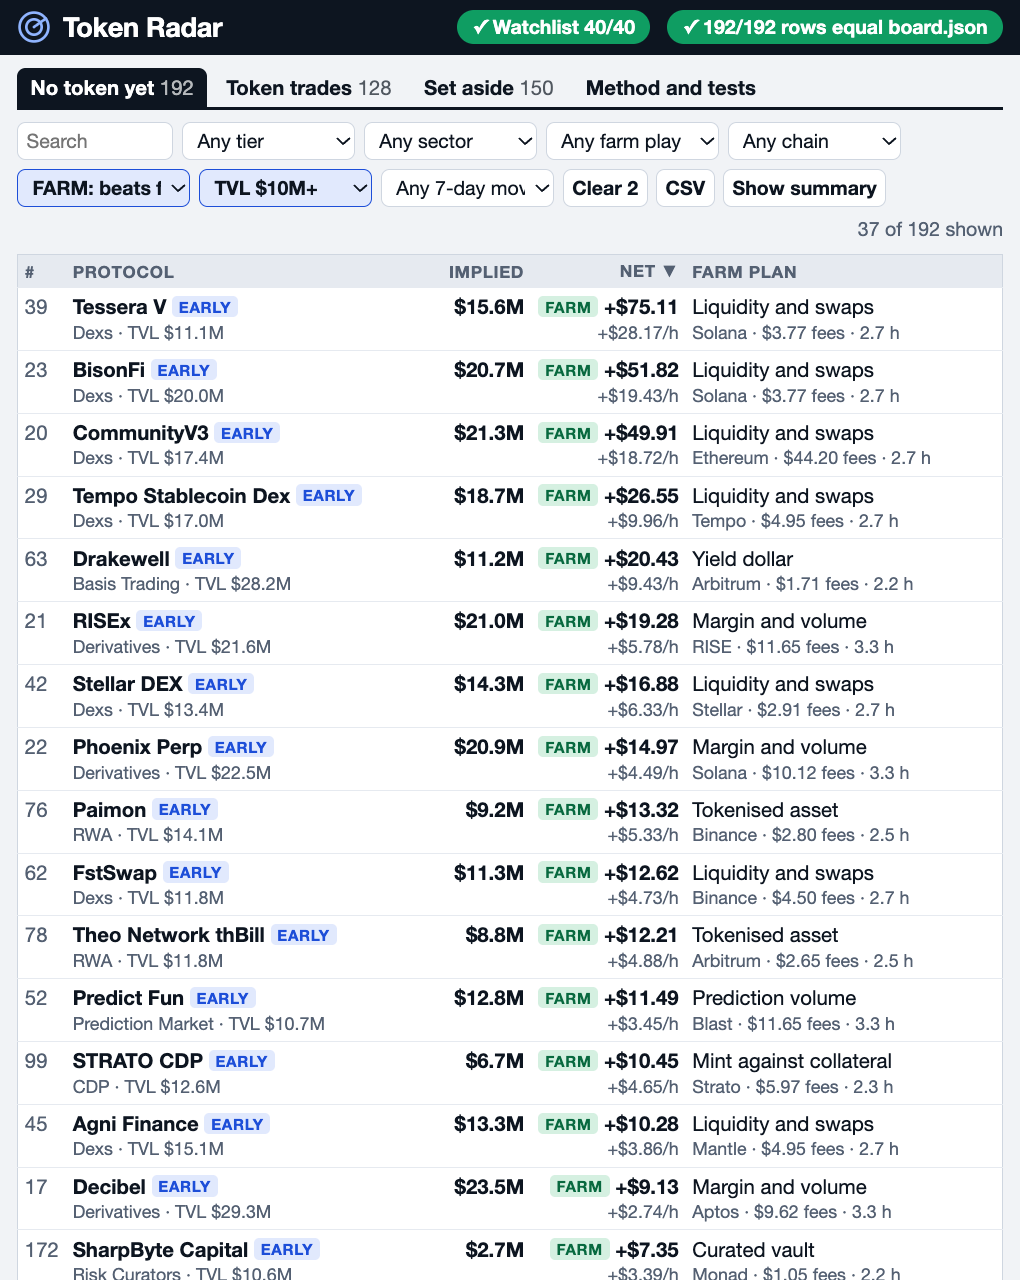 Token Radar
✓ Watchlist 40/40
✓ 192/192 rows equal board.json
No token yet 192
Token trades 128
Set aside 150
Method and tests
Search
Any tier
Any sector
Any farm play
Any chain
FARM: beats f
TVL $10M+
Any 7-day mov
Clear 2
CSV
Show summary
37 of 192 shown
# PROTOCOL IMPLIED NET ▼ FARM PLAN
39 Tessera V EARLY $15.6M FARM +$75.11 Liquidity and swaps
Dexs · TVL $11.1M +$28.17/h Solana · $3.77 fees · 2.7 h
23 BisonFi EARLY $20.7M FARM +$51.82 Liquidity and swaps
Dexs · TVL $20.0M +$19.43/h Solana · $3.77 fees · 2.7 h
20 CommunityV3 EARLY $21.3M FARM +$49.91 Liquidity and swaps
Dexs · TVL $17.4M +$18.72/h Ethereum · $44.20 fees · 2.7 h
29 Tempo Stablecoin Dex EARLY $18.7M FARM +$26.55 Liquidity and swaps
Dexs · TVL $17.0M +$9.96/h Tempo · $4.95 fees · 2.7 h
63 Drakewell EARLY $11.2M FARM +$20.43 Yield dollar
Basis Trading · TVL $28.2M +$9.43/h Arbitrum · $1.71 fees · 2.2 h
21 RISEx EARLY $21.0M FARM +$19.28 Margin and volume
Derivatives · TVL $21.6M +$5.78/h RISE · $11.65 fees · 3.3 h
42 Stellar DEX EARLY $14.3M FARM +$16.88 Liquidity and swaps
Dexs · TVL $13.4M +$6.33/h Stellar · $2.91 fees · 2.7 h
22 Phoenix Perp EARLY $20.9M FARM +$14.97 Margin and volume
Derivatives · TVL $22.5M +$4.49/h Solana · $10.12 fees · 3.3 h
76 Paimon EARLY $9.2M FARM +$13.32 Tokenised asset
RWA · TVL $14.1M +$5.33/h Binance · $2.80 fees · 2.5 h
62 FstSwap EARLY $11.3M FARM +$12.62 Liquidity and swaps
Dexs · TVL $11.8M +$4.73/h Binance · $4.50 fees · 2.7 h
78 Theo Network thBill EARLY $8.8M FARM +$12.21 Tokenised asset
RWA · TVL $11.8M +$4.88/h Arbitrum · $2.65 fees · 2.5 h
52 Predict Fun EARLY $12.8M FARM +$11.49 Prediction volume
Prediction Market · TVL $10.7M +$3.45/h Blast · $11.65 fees · 3.3 h
99 STRATO CDP EARLY $6.7M FARM +$10.45 Mint against collateral
CDP · TVL $12.6M +$4.65/h Strato · $5.97 fees · 2.3 h
45 Agni Finance EARLY $13.3M FARM +$10.28 Liquidity and swaps
Dexs · TVL $15.1M +$3.86/h Mantle · $4.95 fees · 2.7 h
17 Decibel EARLY $23.5M FARM +$9.13 Margin and volume
Derivatives · TVL $29.3M +$2.74/h Aptos · $9.62 fees · 3.3 h
172 SharpByte Capital EARLY $2.7M FARM +$7.35 Curated vault
Risk Curators · TVL $10.6M +$3.39/h Monad · $1.05 fees · 2.2 h